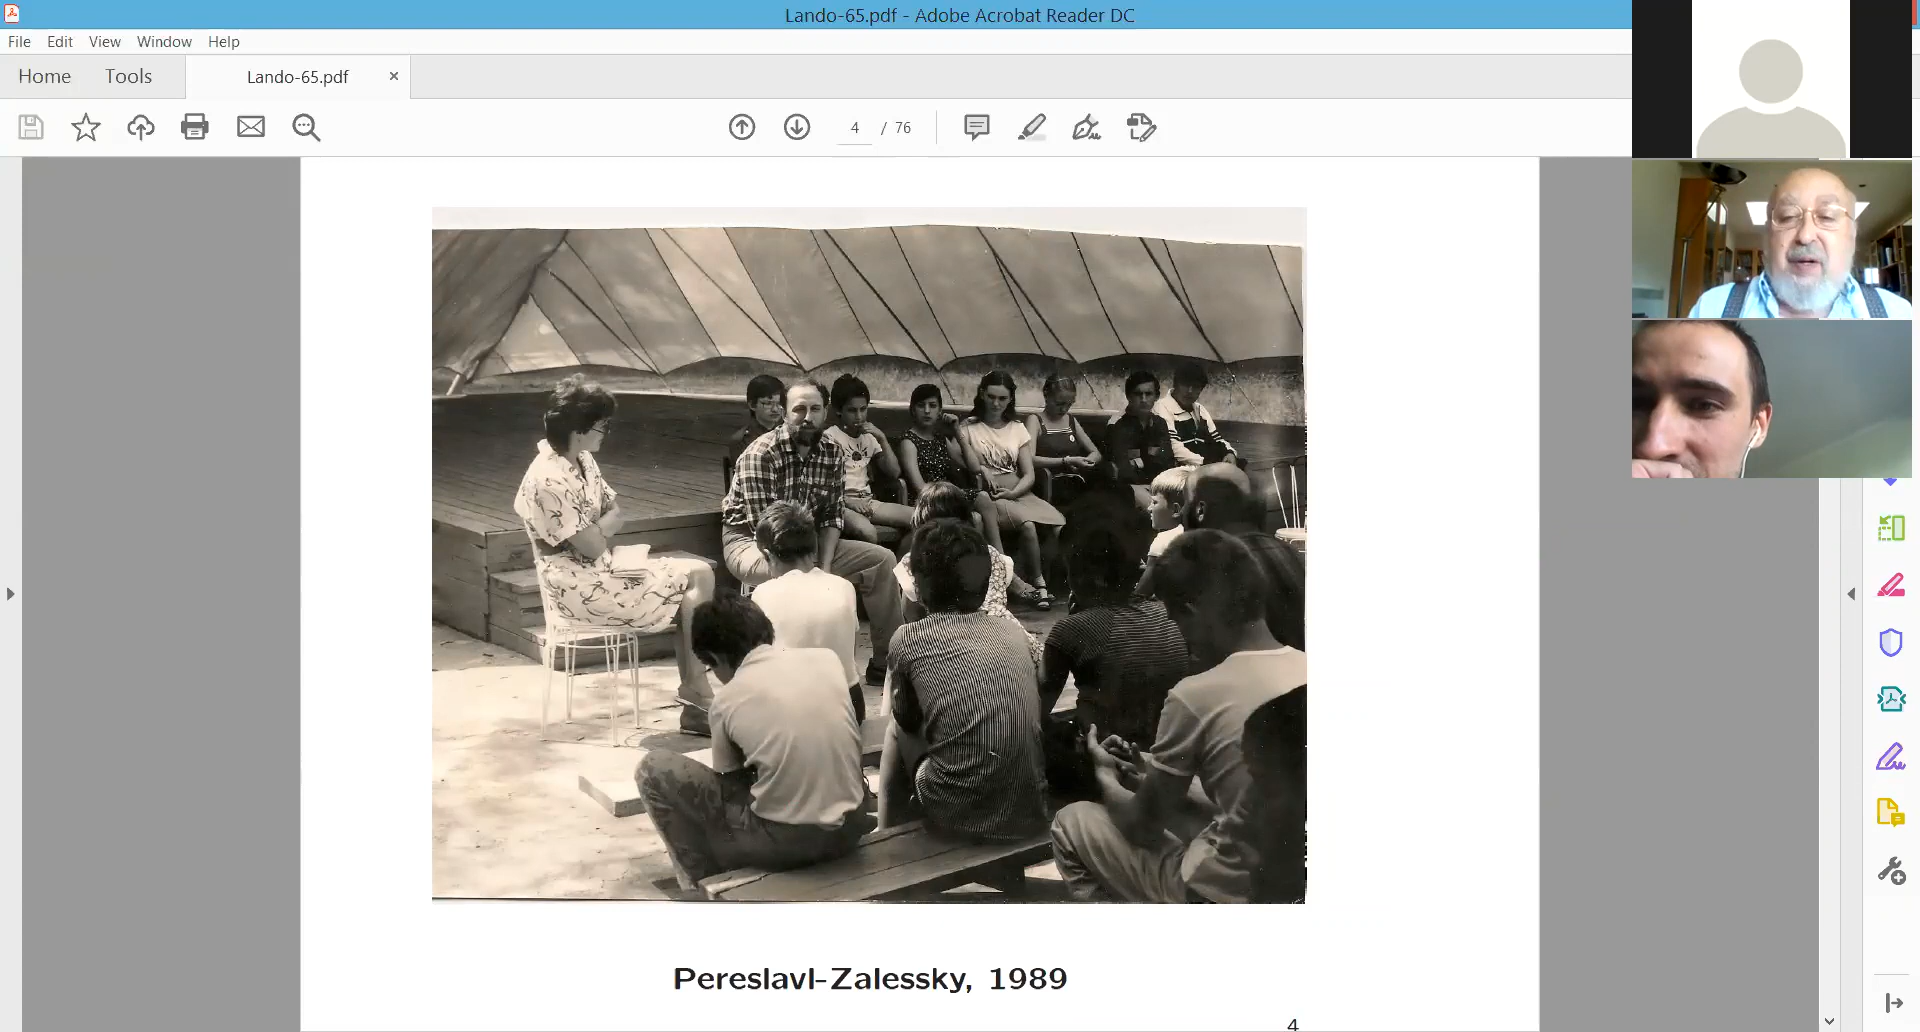 Lando-65.pdf - Adobe Acrobat Reader DC
File Edit View Window Help
Home Tools Lando-65.pdf ×
4 / 76
Pereslavl-Zalessky, 1989
4